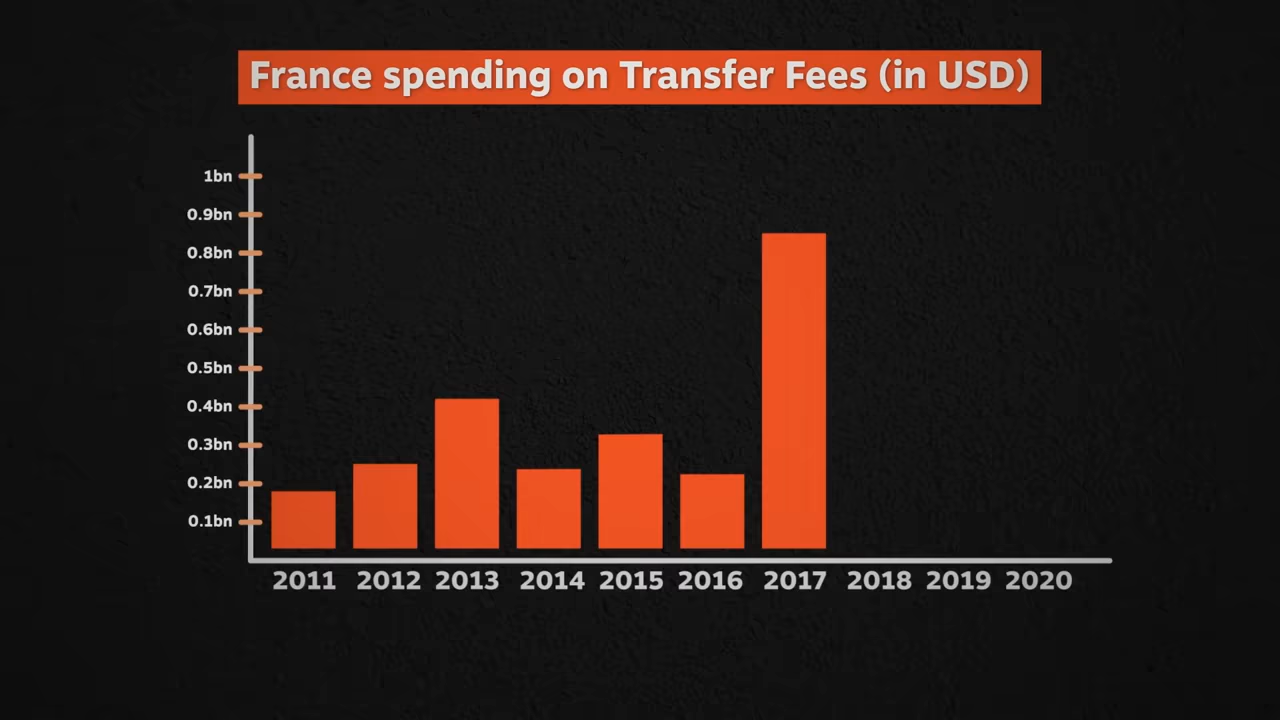 France spending on Transfer Fees (in USD)
1bn
0.9bn
0.8bn
0.7bn
0.6bn
0.5bn
0.4bn
0.3bn
0.2bn
0.1bn
2011 2012 2013 2014 2015 2016 2017 2018 2019 2020